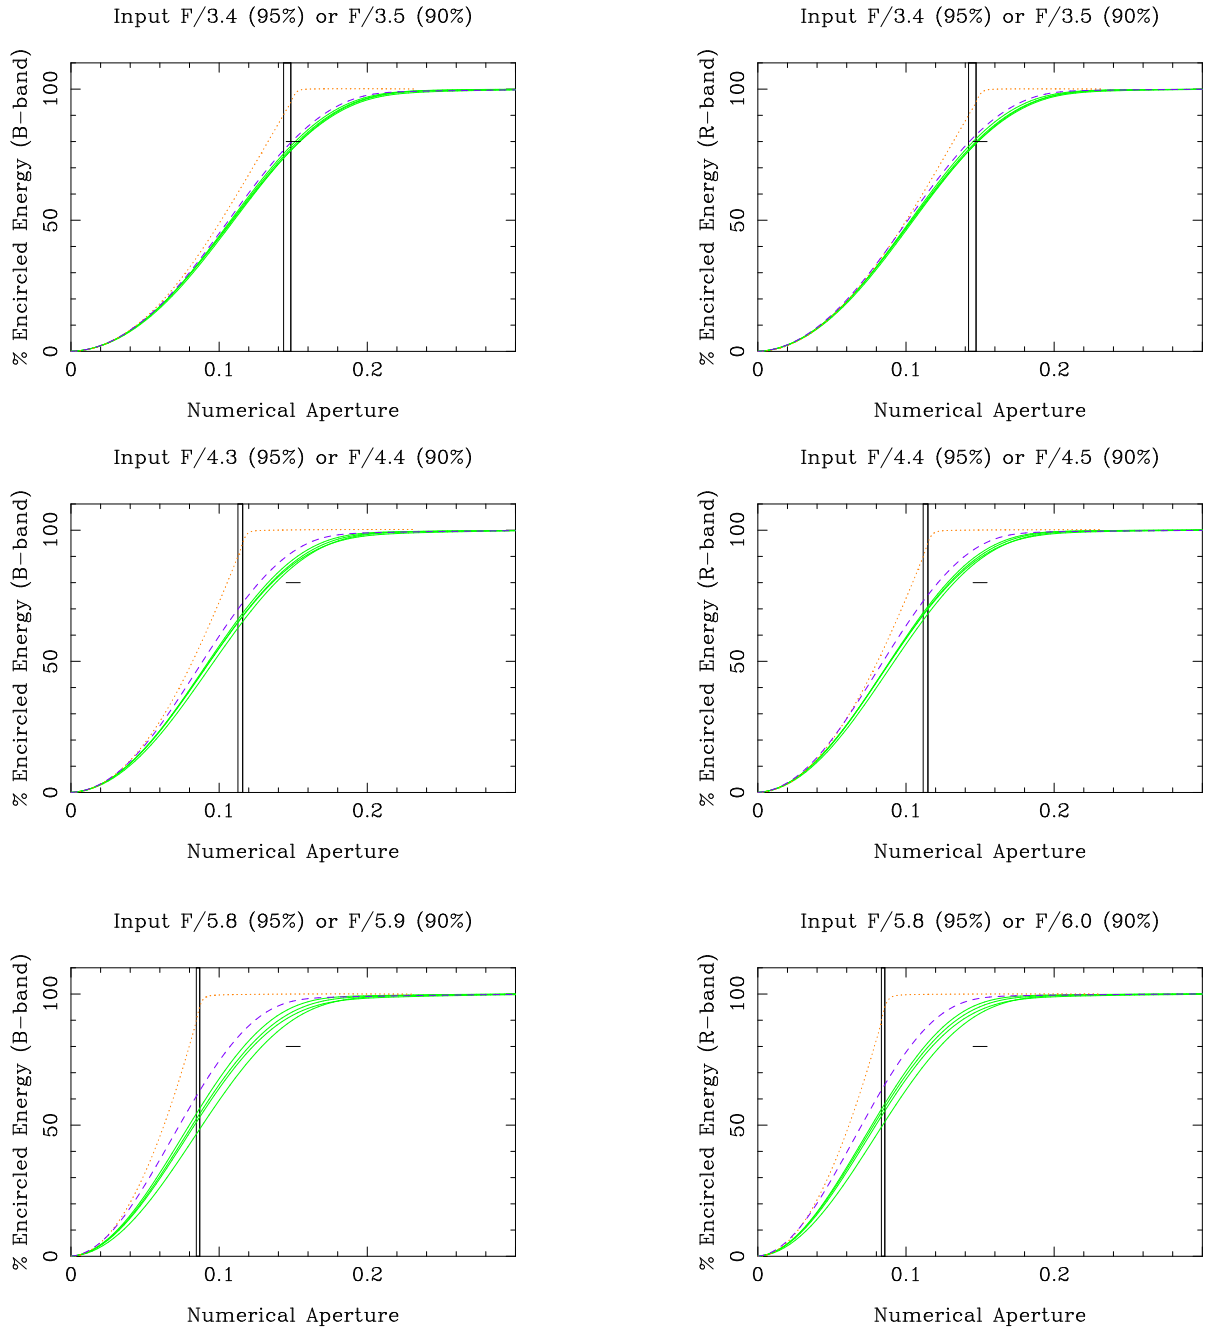 Input F/3.4 (95%) or F/3.5 (90%)
% Encircled Energy (B−band)
100
50
0
0 0.1 0.2
Numerical Aperture
Input F/3.4 (95%) or F/3.5 (90%)
% Encircled Energy (R−band)
100
50
0
0 0.1 0.2
Numerical Aperture
Input F/4.3 (95%) or F/4.4 (90%)
% Encircled Energy (B−band)
100
50
0
0 0.1 0.2
Numerical Aperture
Input F/4.4 (95%) or F/4.5 (90%)
% Encircled Energy (R−band)
100
50
0
0 0.1 0.2
Numerical Aperture
Input F/5.8 (95%) or F/5.9 (90%)
% Encircled Energy (B−band)
100
50
0
0 0.1 0.2
Numerical Aperture
Input F/5.8 (95%) or F/6.0 (90%)
% Encircled Energy (R−band)
100
50
0
0 0.1 0.2
Numerical Aperture